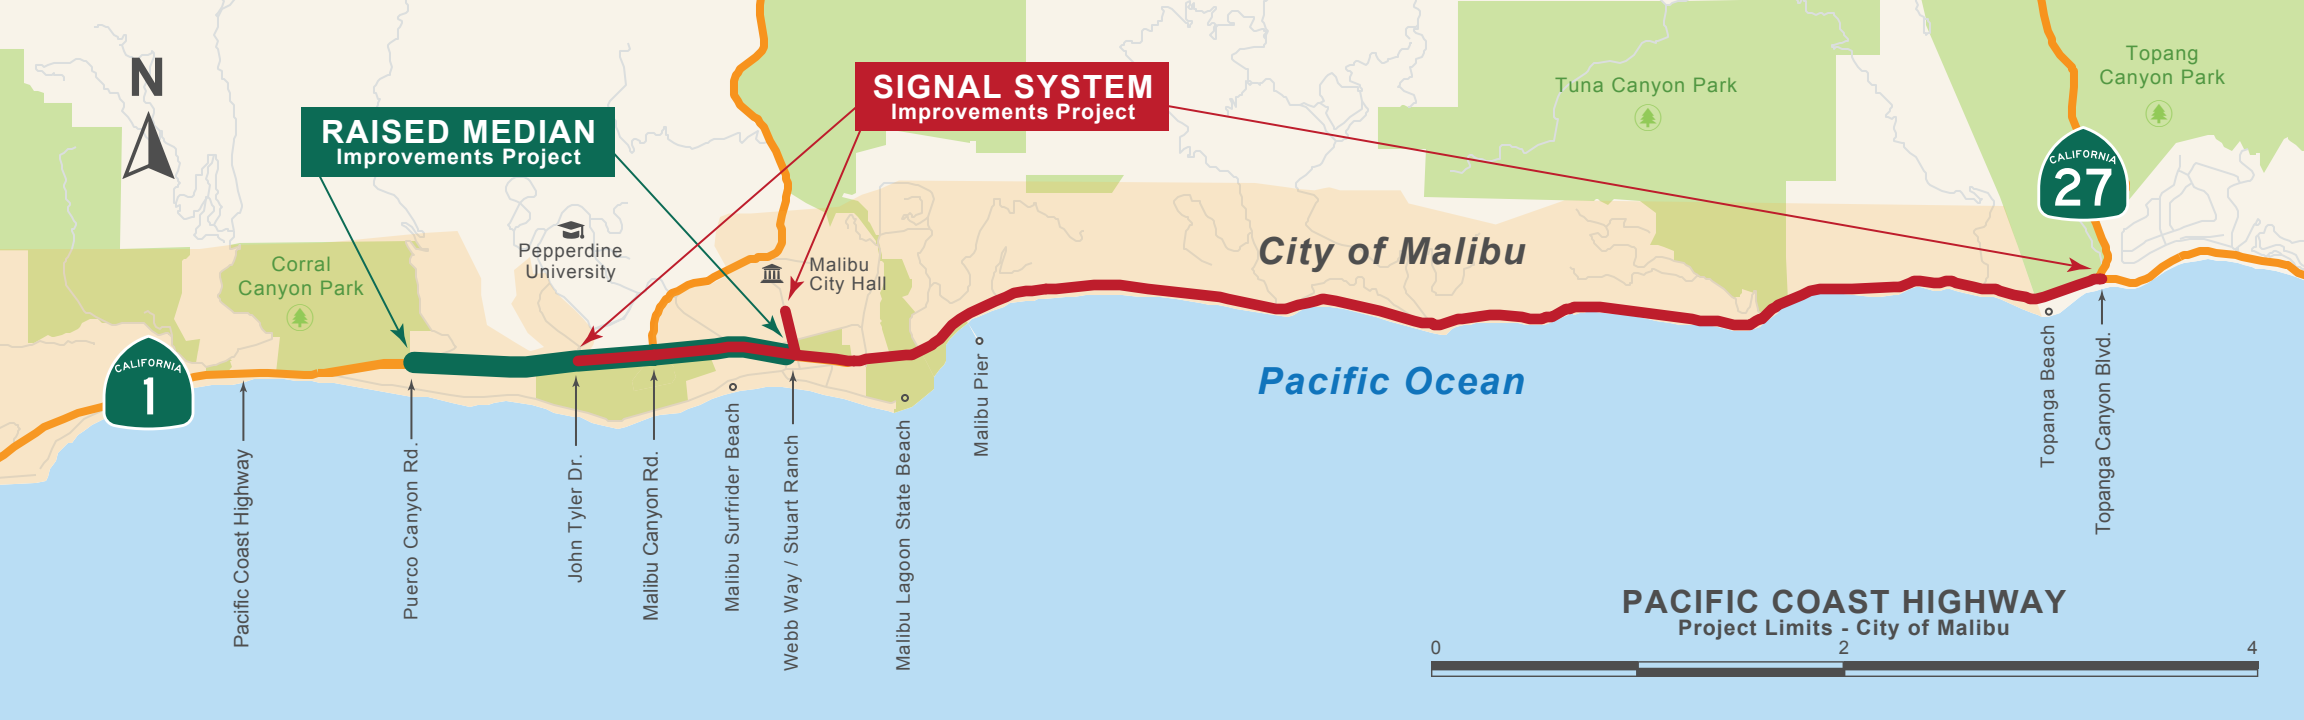 N
RAISED MEDIAN
Improvements Project
SIGNAL SYSTEM
Improvements Project
Topang
Canyon Park
Tuna Canyon Park
CALIFORNIA
27
Pepperdine
University
Malibu
City Hall
Corral
Canyon Park
City of Malibu
Pacific Ocean
CALIFORNIA
1
Pacific Coast Highway
Puerco Canyon Rd.
John Tyler Dr.
Malibu Canyon Rd.
Malibu Surfrider Beach
Webb Way / Stuart Ranch
Malibu Lagoon State Beach
Malibu Pier
Topanga Beach
Topanga Canyon Blvd.
PACIFIC COAST HIGHWAY
Project Limits - City of Malibu
0 2 4